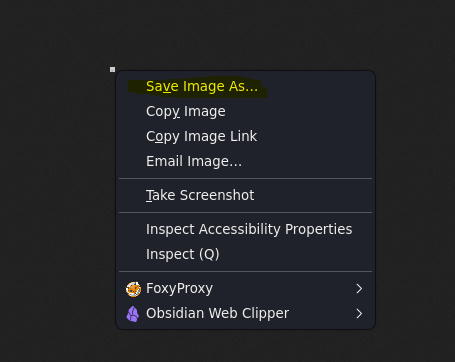 Save Image As…
Copy Image
Copy Image Link
Email Image…
Take Screenshot
Inspect Accessibility Properties
Inspect (Q)
FoxyProxy
Obsidian Web Clipper